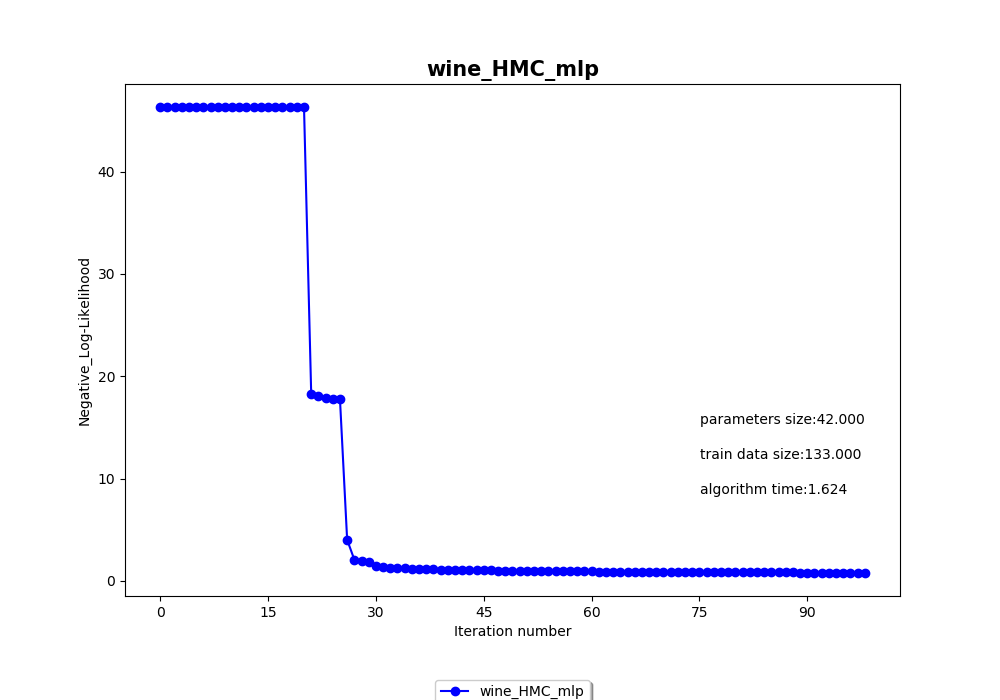 wine_HMC_mlp
40
30
20
10
0
Negative_Log-Likelihood
parameters size:42.000
train data size:133.000
algorithm time:1.624
0 15 30 45 60 75 90
Iteration number
wine_HMC_mlp